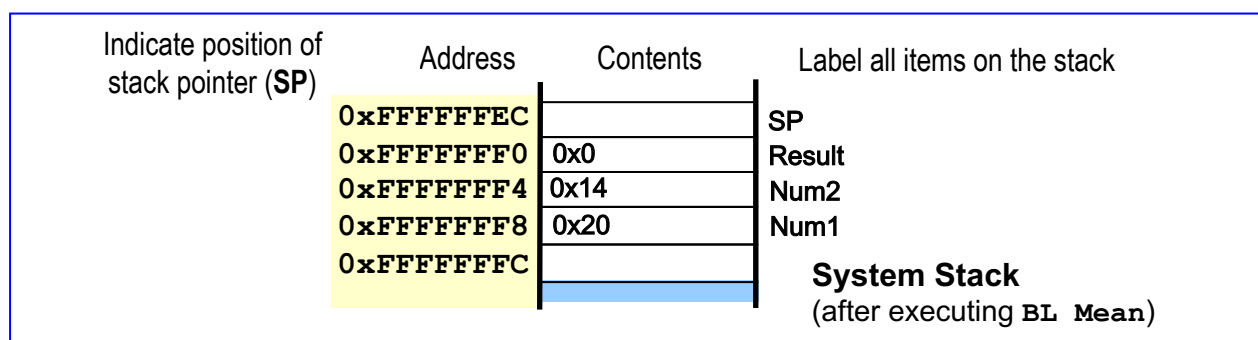 Indicate position of
stack pointer (SP)
Address
Contents
Label all items on the stack
0xFFFFFFEC SP
0xFFFFFFF0 0x0 Result
0xFFFFFFF4 0x14 Num2
0xFFFFFFF8 0x20 Num1
0xFFFFFFFC
System Stack
(after executing BL Mean)